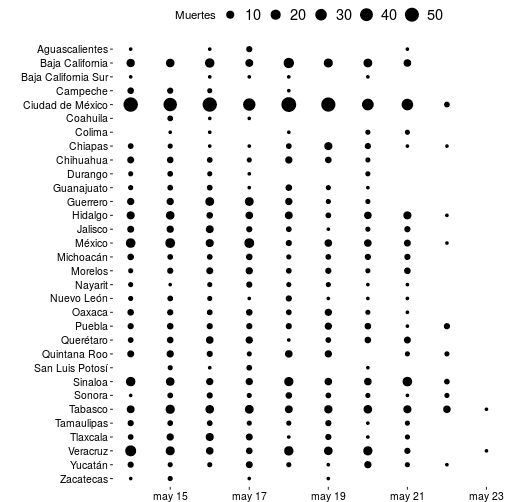 Muertes 10 20 30 40 50
Aguascalientes
Baja California
Baja California Sur
Campeche
Ciudad de México
Coahuila
Colima
Chiapas
Chihuahua
Durango
Guanajuato
Guerrero
Hidalgo
Jalisco
México
Michoacán
Morelos
Nayarit
Nuevo León
Oaxaca
Puebla
Querétaro
Quintana Roo
San Luis Potosí
Sinaloa
Sonora
Tabasco
Tamaulipas
Tlaxcala
Veracruz
Yucatán
Zacatecas
may 15 may 17 may 19 may 21 may 23